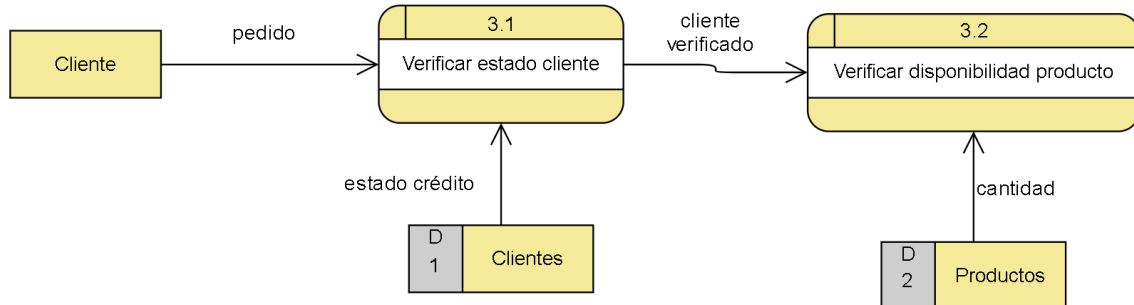 Cliente
pedido
3.1
Verificar estado cliente
cliente
verificado
3.2
Verificar disponibilidad producto
estado crédito
D
1
Clientes
cantidad
D
2
Productos